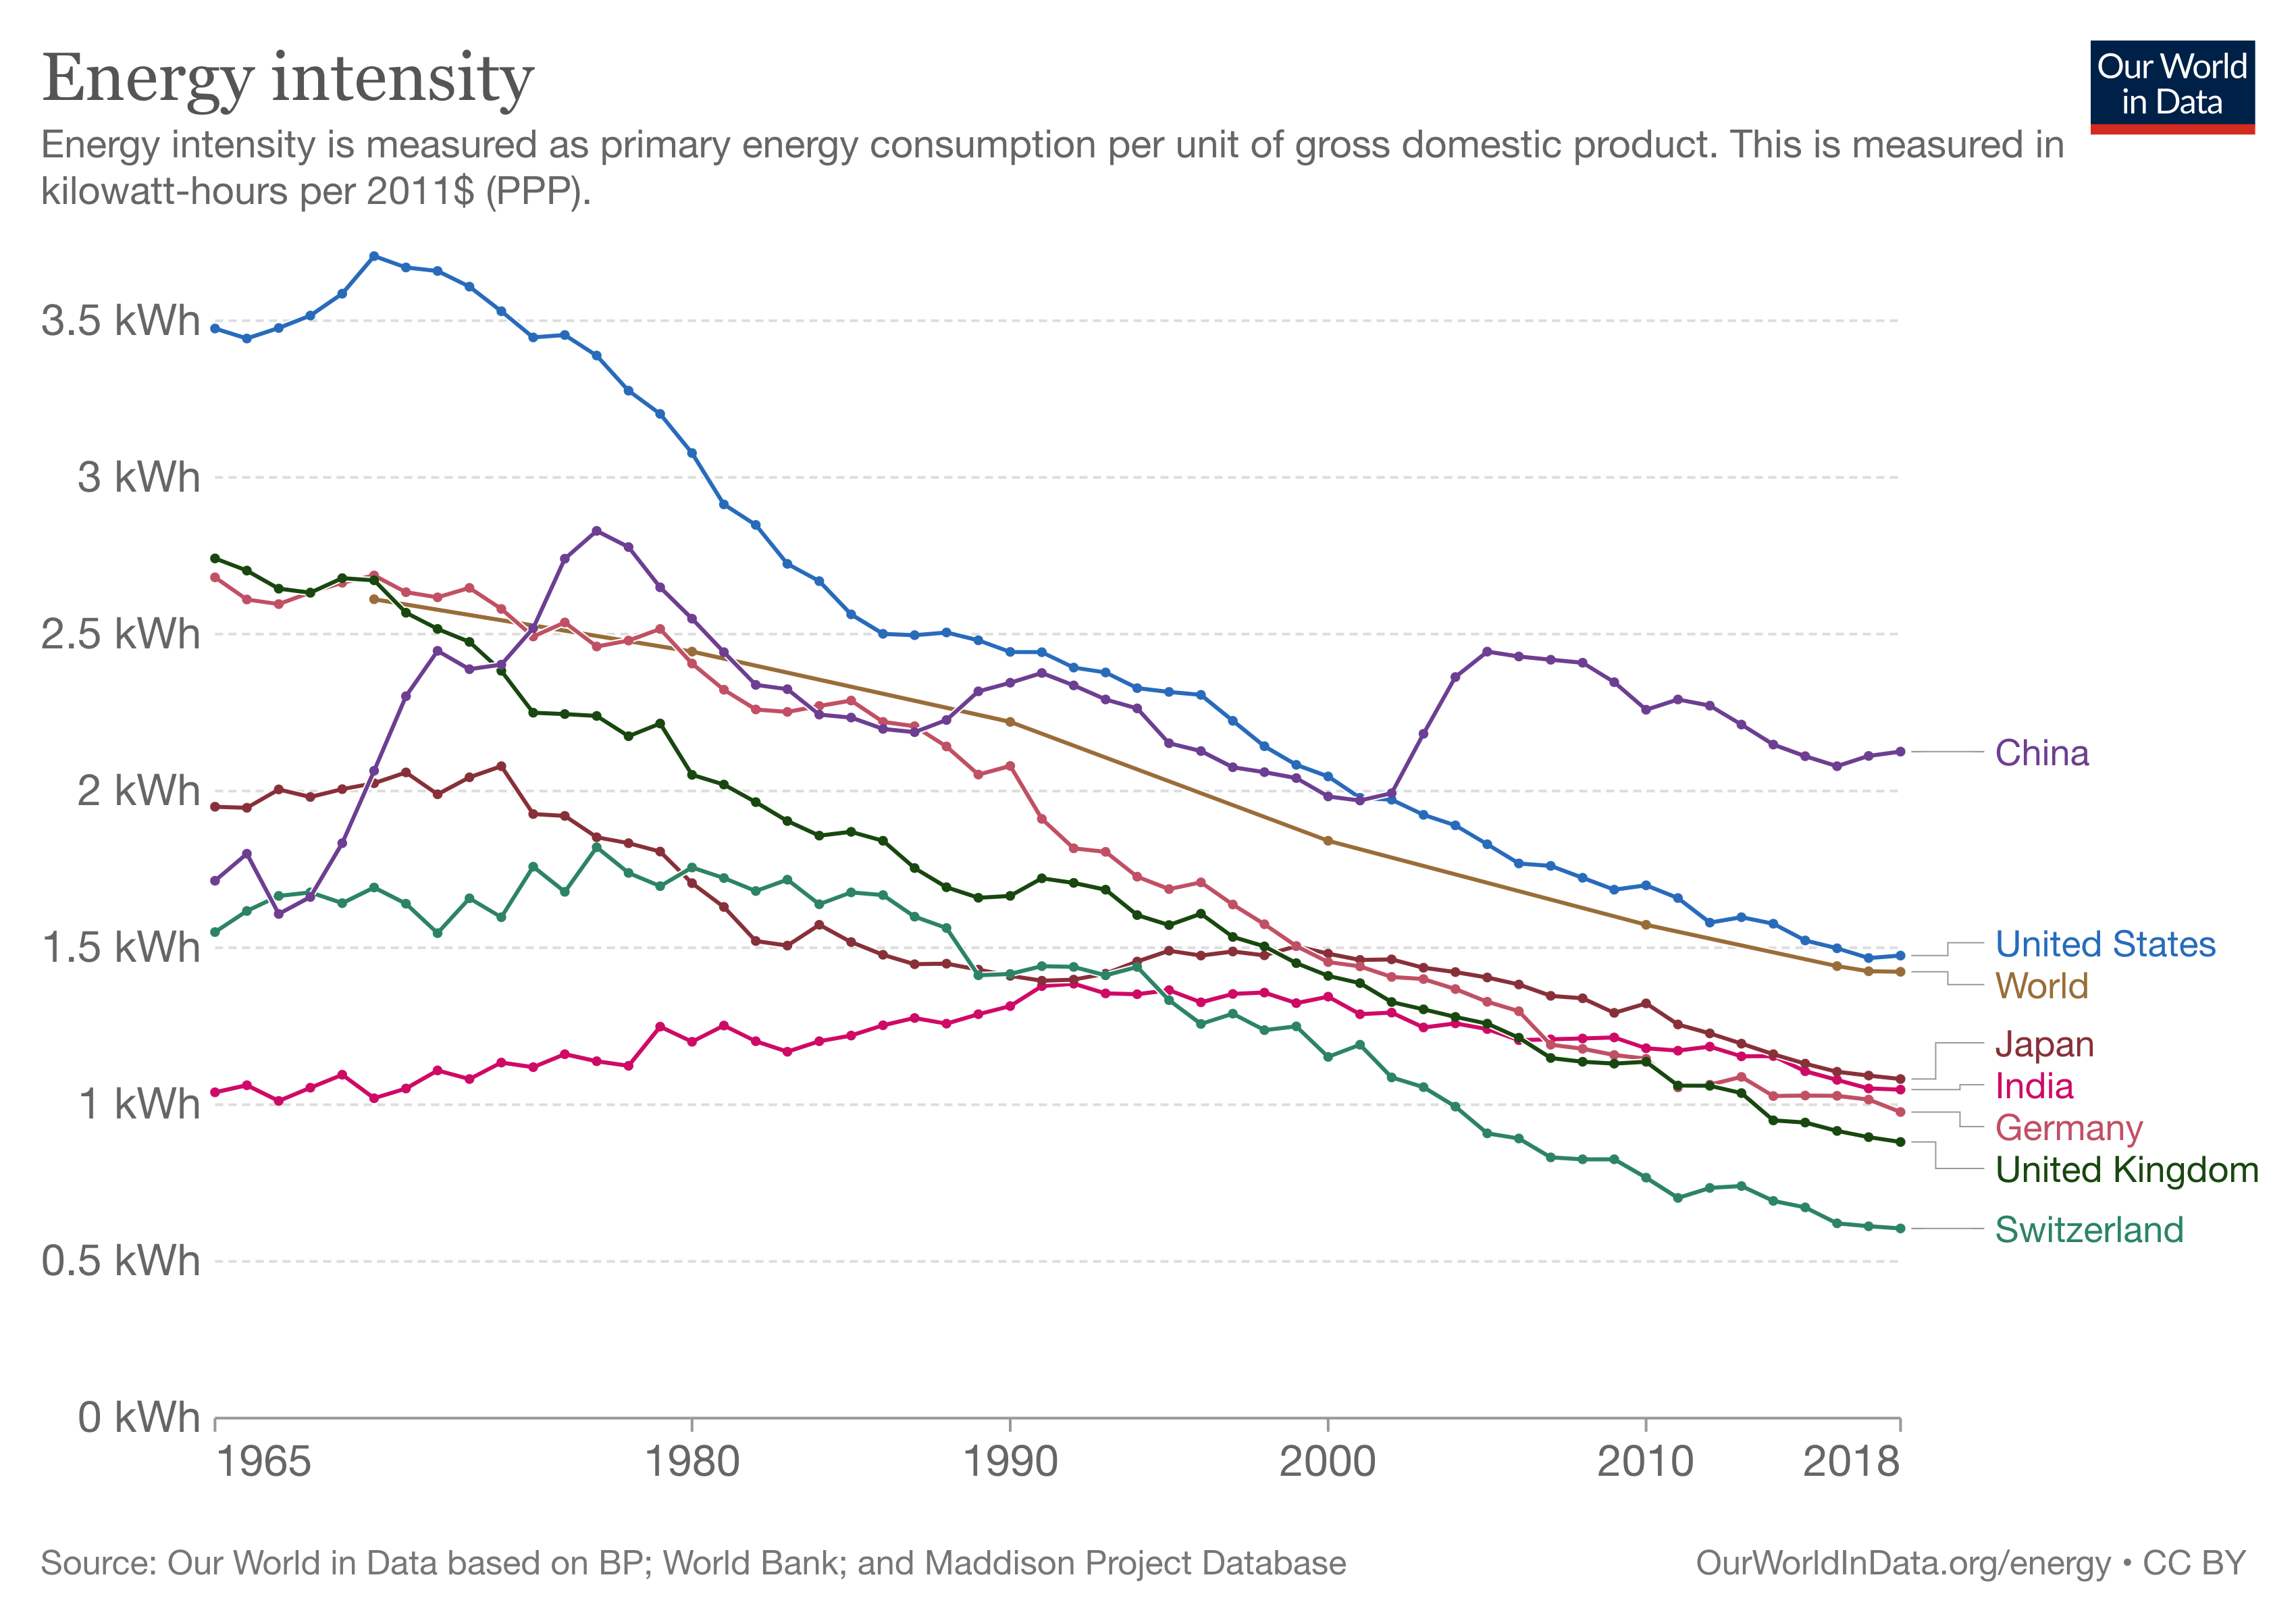 Energy intensity
Our World
in Data
Energy intensity is measured as primary energy consumption per unit of gross domestic product. This is measured in
kilowatt-hours per 2011$ (PPP).
3.5 kWh
3 kWh
2.5 kWh
2 kWh
1.5 kWh
1 kWh
0.5 kWh
0 kWh
China
United States
World
Japan
India
Germany
United Kingdom
Switzerland
1965 1980 1990 2000 2010 2018
Source: Our World in Data based on BP; World Bank; and Maddison Project Database
OurWorldInData.org/energy • CC BY